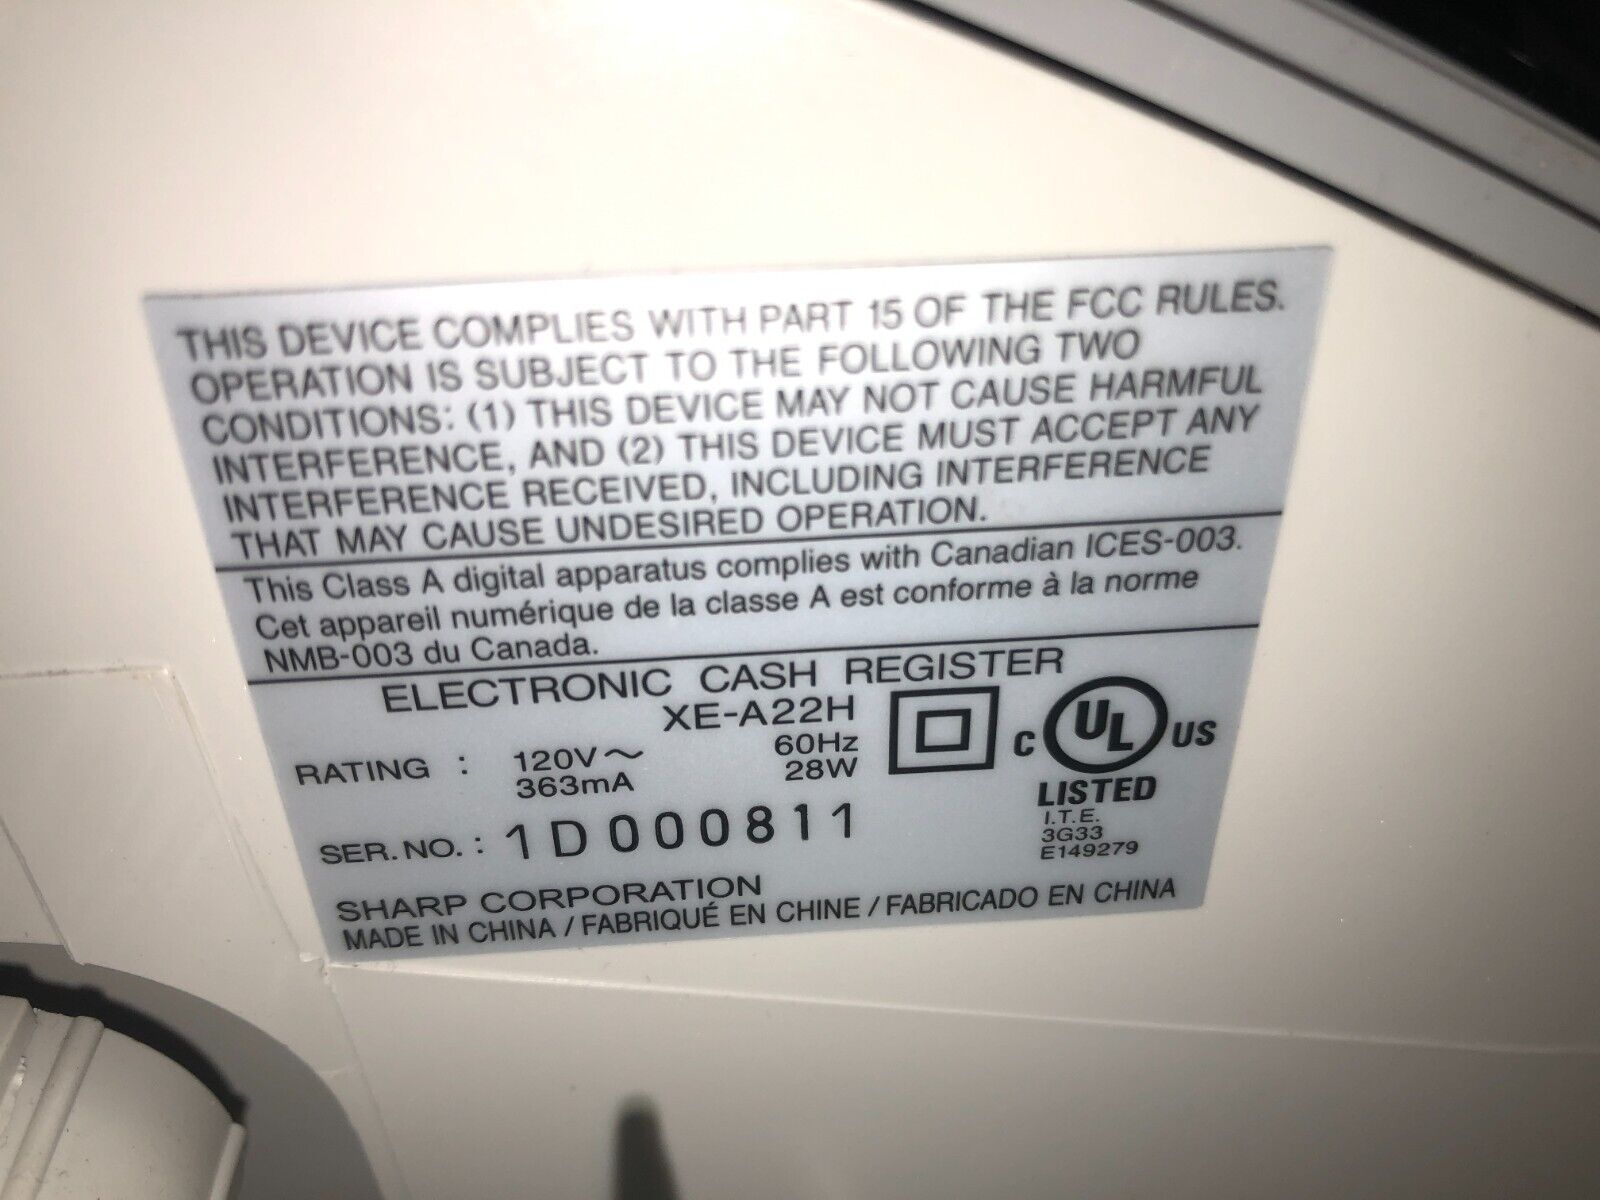 THIS DEVICE COMPLIES WITH PART 15 OF THE FCC RULES.
OPERATION IS SUBJECT TO THE FOLLOWING TWO
CONDITIONS: (1) THIS DEVICE MAY NOT CAUSE HARMFUL
INTERFERENCE, AND (2) THIS DEVICE MUST ACCEPT ANY
INTERFERENCE RECEIVED, INCLUDING INTERFERENCE
THAT MAY CAUSE UNDESIRED OPERATION.
This Class A digital apparatus complies with Canadian ICES-003.
Cet appareil numérique de la classe A est conforme à la norme
NMB-003 du Canada.
ELECTRONIC CASH REGISTER
XE-A22H
RATING : 120V~ 60Hz
363mA 28W
C UL US
LISTED
I.T.E.
3G33
E149279
SER.NO. : 1D000811
SHARP CORPORATION
MADE IN CHINA / FABRIQUÉ EN CHINE / FABRICADO EN CHINA